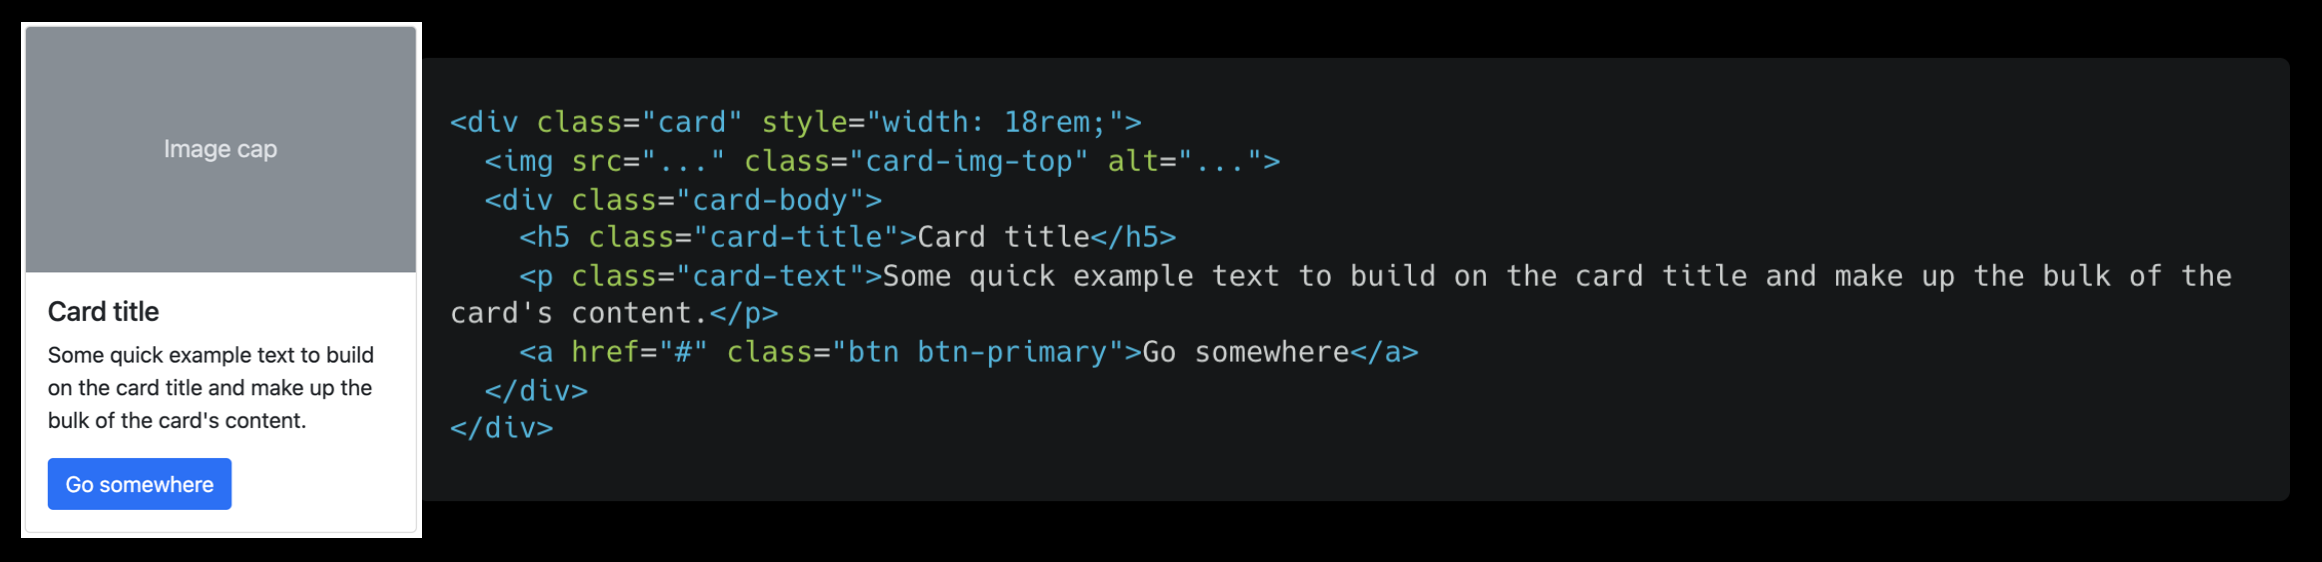 Image cap
Card title
Some quick example text to build
on the card title and make up the
bulk of the card's content.
Go somewhere
<div class="card" style="width: 18rem;">
  <img src="..." class="card-img-top" alt="...">
  <div class="card-body">
    <h5 class="card-title">Card title</h5>
    <p class="card-text">Some quick example text to build on the card title and make up the bulk of the
card's content.</p>
    <a href="#" class="btn btn-primary">Go somewhere</a>
  </div>
</div>